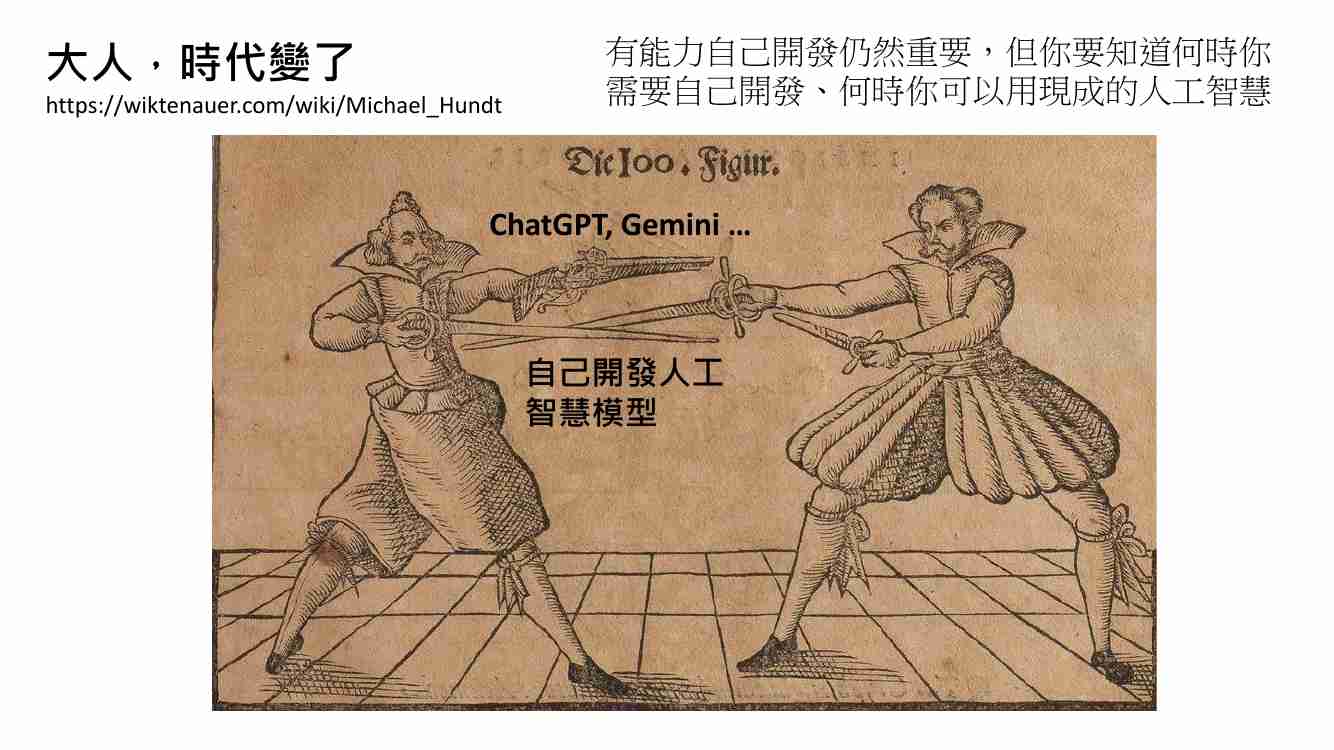 大人，時代變了
https://wiktenauer.com/wiki/Michael_Hundt
有能力自己開發仍然重要，但你要知道何時你
需要自己開發、何時你可以用現成的人工智慧
Die 100. Figur.
ChatGPT, Gemini ...
自己開發人工
智慧模型